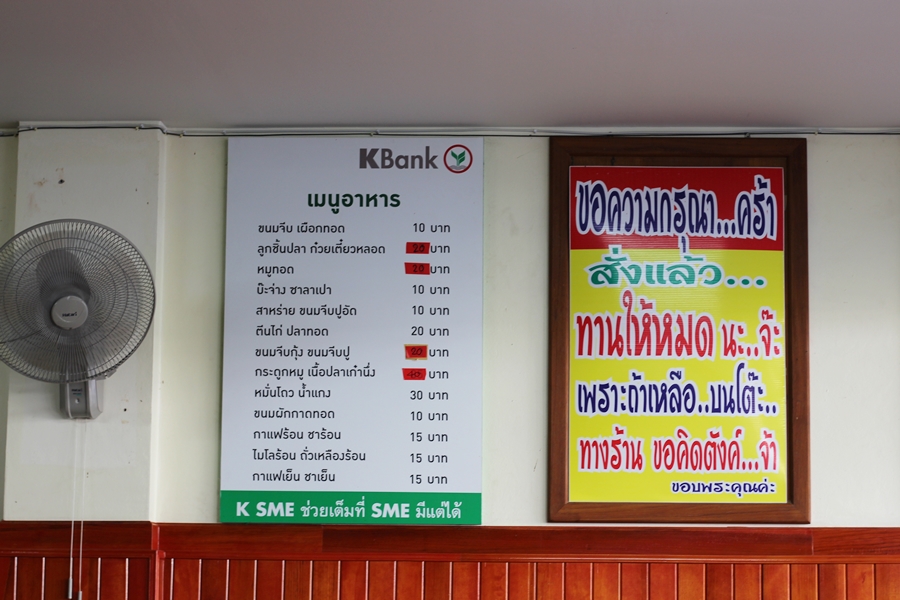 KBank
เมนูอาหาร
ขนมจีบ เผือกทอด 10 บาท
ลูกชิ้นปลา ก๋วยเตี๋ยวหลอด 20 บาท
หมูทอด 20 บาท
บ๊ะจ่าง ซาลาเปา 10 บาท
สาหร่าย ขนมจีบปูอัด 10 บาท
ตีนไก่ ปลาทอด 20 บาท
ขนมจีบกุ้ง ขนมจีบปู 20 บาท
กระดูกหมู เนื้อปลาเก๋านึ่ง 40 บาท
หมั่นโถว น้ำแดง 30 บาท
ขนมผักกาดทอด 10 บาท
กาแฟร้อน ชาร้อน 15 บาท
ไมโลร้อน ถั่วเหลืองร้อน 15 บาท
กาแฟเย็น ชาเย็น 15 บาท
K SME ช่วยเต็มที่ SME มีแต่ได้
ขอความกรุณา...คร้า
สั่งแล้ว...
ทานให้หมด นะ..จ๊ะ
เพราะถ้าเหลือ..บนโต๊ะ..
ทางร้าน ขอคิดตังค์...จ้า
ขอบพระคุณค่ะ